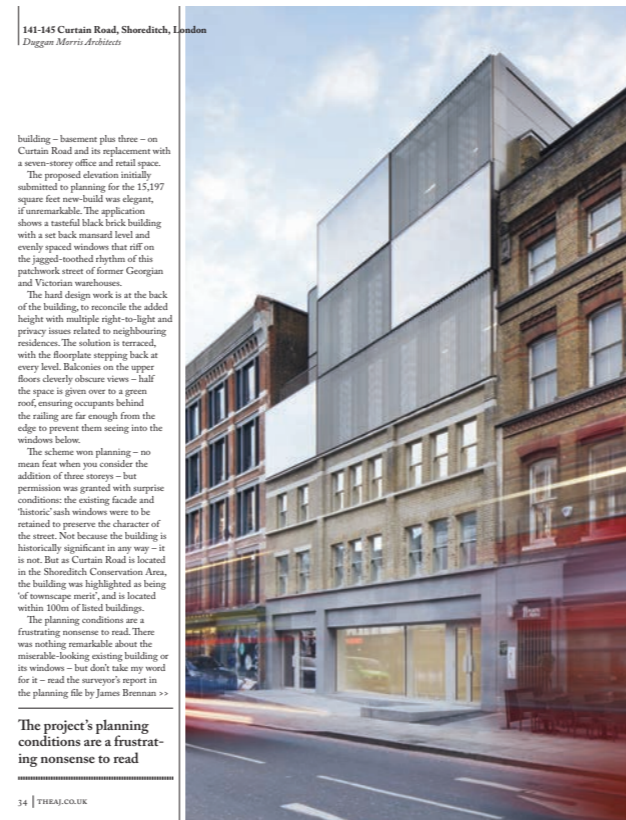 141-145 Curtain Road, Shoreditch, London
Duggan Morris Architects
building – basement plus three – on
Curtain Road and its replacement with
a seven-storey office and retail space.
The proposed elevation initially
submitted to planning for the 15,197
square feet new-build was elegant,
if unremarkable. The application
shows a tasteful black brick building
with a set back mansard level and
evenly spaced windows that riff on
the jagged-toothed rhythm of this
patchwork street of former Georgian
and Victorian warehouses.
The hard design work is at the back
of the building, to reconcile the added
height with multiple right-to-light and
privacy issues related to neighbouring
residences. The solution is terraced,
with the floorplate stepping back at
every level. Balconies on the upper
floors cleverly obscure views – half
the space is given over to a green
roof, ensuring occupants behind
the railing are far enough from the
edge to prevent them seeing into the
windows below.
The scheme won planning – no
mean feat when you consider the
addition of three storeys – but
permission was granted with surprise
conditions: the existing facade and
‘historic’ sash windows were to be
retained to preserve the character of
the street. Not because the building is
historically significant in any way – it
is not. But as Curtain Road is located
in the Shoreditch Conservation Area,
the building was highlighted as being
‘of townscape merit’, and is located
within 100m of listed buildings.
The planning conditions are a
frustrating nonsense to read. There
was nothing remarkable about the
miserable-looking existing building or
its windows – but don’t take my word
for it – read the surveyor’s report in
the planning file by James Brennan >>
The project’s planning
conditions are a frustrat-
ing nonsense to read
34 | THEAJ.CO.UK